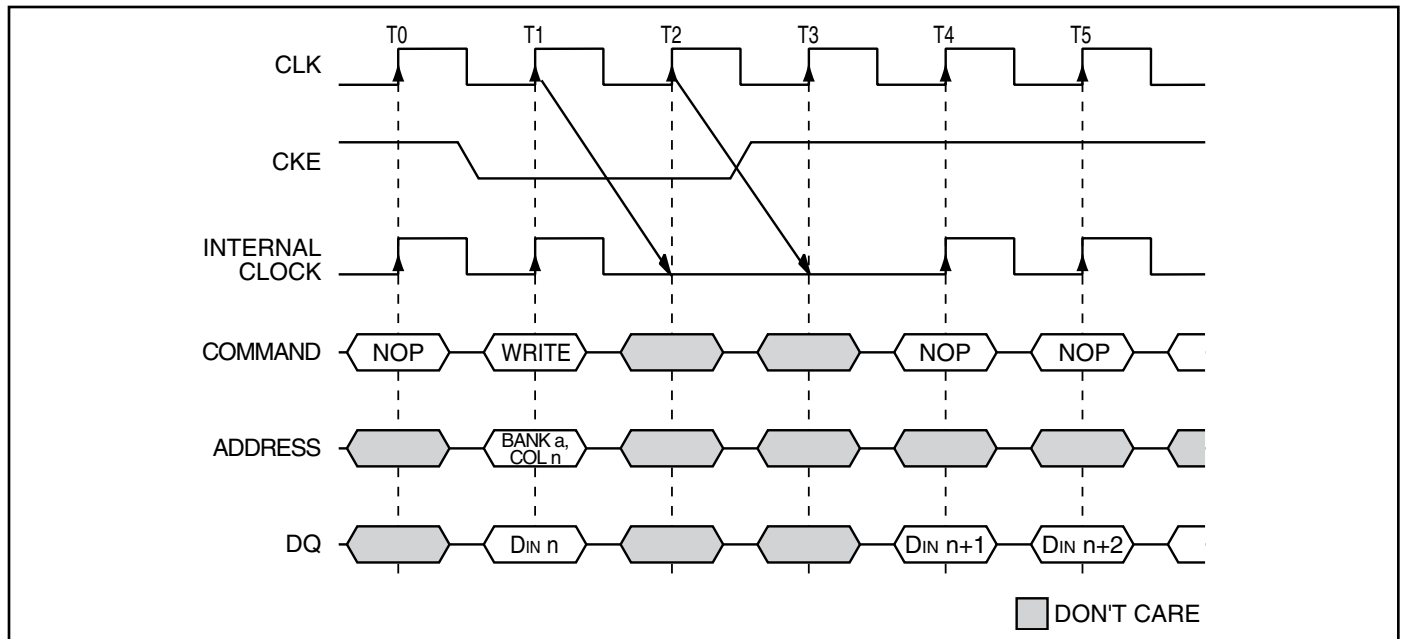 T0 T1 T2 T3 T4 T5
CLK
CKE
INTERNAL
CLOCK
COMMAND NOP WRITE NOP NOP
ADDRESS BANK a,
COL n
DQ DIN n DIN n+1 DIN n+2
DON'T CARE